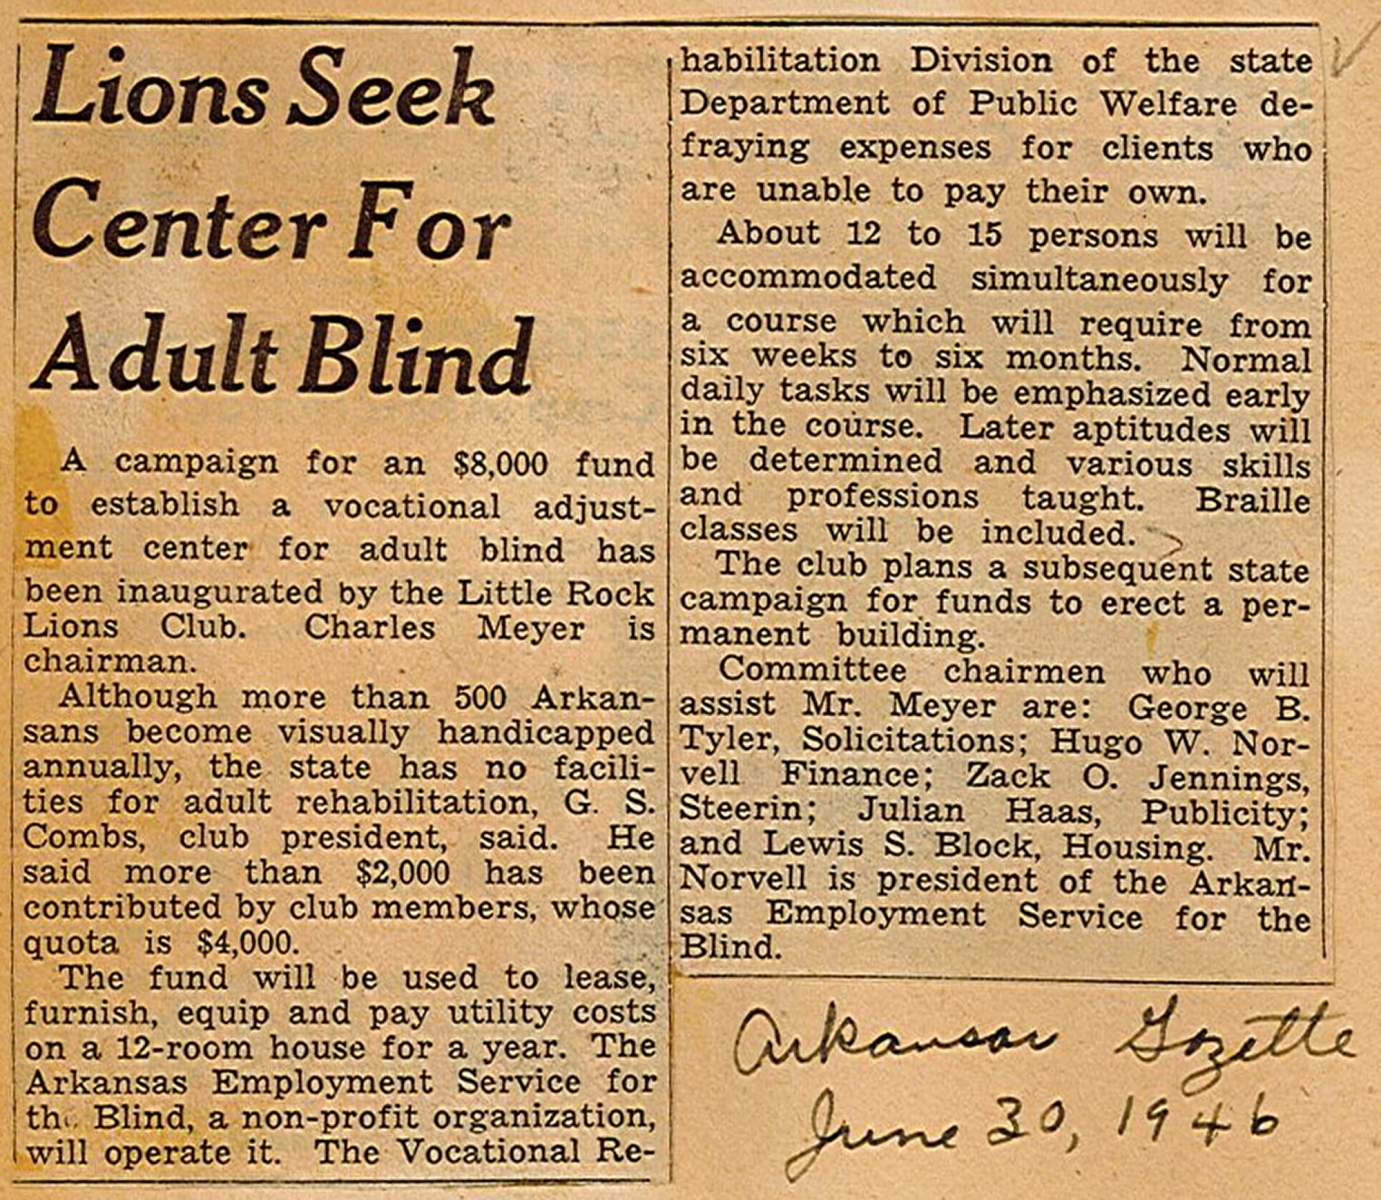 Lions Seek
Center For
Adult Blind
A campaign for an $8,000 fund
to establish a vocational adjust-
ment center for adult blind has
been inaugurated by the Little Rock
Lions Club. Charles Meyer is
chairman.
Although more than 500 Arkan-
sans become visually handicapped
annually, the state has no facili-
ties for adult rehabilitation, G. S.
Combs, club president, said. He
said more than $2,000 has been
contributed by club members, whose
quota is $4,000.
The fund will be used to lease,
furnish, equip and pay utility costs
on a 12-room house for a year. The
Arkansas Employment Service for
the Blind, a non-profit organization,
will operate it. The Vocational Re-
habilitation Division of the state
Department of Public Welfare de-
fraying expenses for clients who
are unable to pay their own.
About 12 to 15 persons will be
accommodated simultaneously for
a course which will require from
six weeks to six months. Normal
daily tasks will be emphasized early
in the course. Later aptitudes will
be determined and various skills
and professions taught. Braille
classes will be included.
The club plans a subsequent state
campaign for funds to erect a per-
manent building.
Committee chairmen who will
assist Mr. Meyer are: George B.
Tyler, Solicitations; Hugo W. Nor-
vell Finance; Zack O. Jennings,
Steerin; Julian Haas, Publicity;
and Lewis S. Block, Housing. Mr.
Norvell is president of the Arkan-
sas Employment Service for the
Blind.
Arkansas Gazette
June 30, 1946